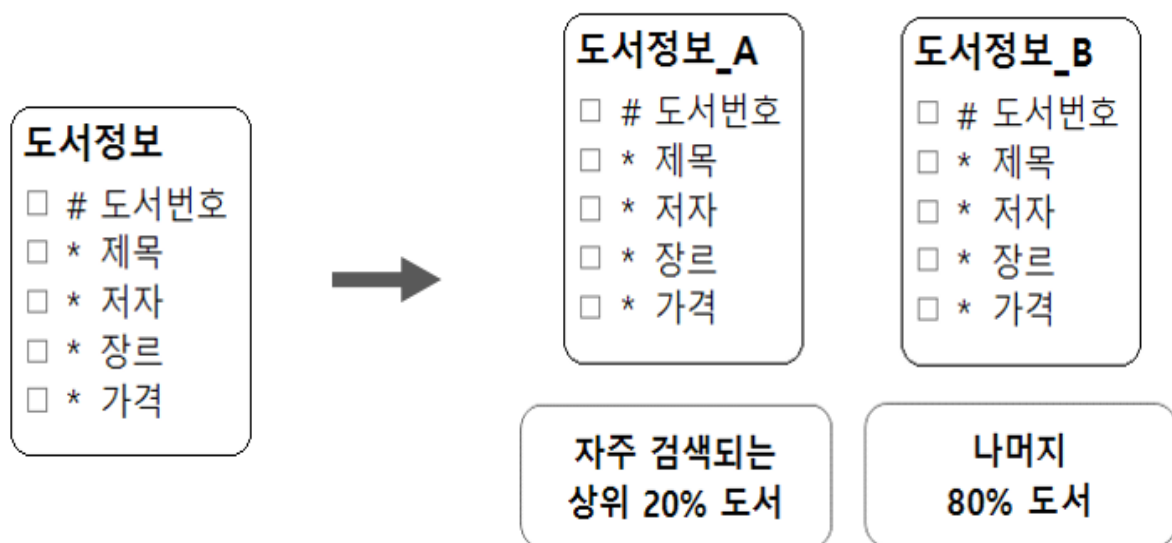 도서정보
□ # 도서번호
□ * 제목
□ * 저자
□ * 장르
□ * 가격
도서정보_A
□ # 도서번호
□ * 제목
□ * 저자
□ * 장르
□ * 가격
자주 검색되는
상위 20% 도서
도서정보_B
□ # 도서번호
□ * 제목
□ * 저자
□ * 장르
□ * 가격
나머지
80% 도서